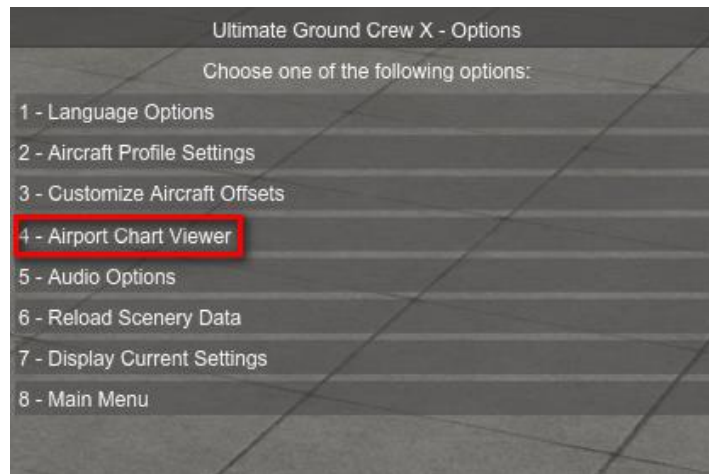 Ultimate Ground Crew X - Options
Choose one of the following options:
1 - Language Options
2 - Aircraft Profile Settings
3 - Customize Aircraft Offsets
4 - Airport Chart Viewer
5 - Audio Options
6 - Reload Scenery Data
7 - Display Current Settings
8 - Main Menu